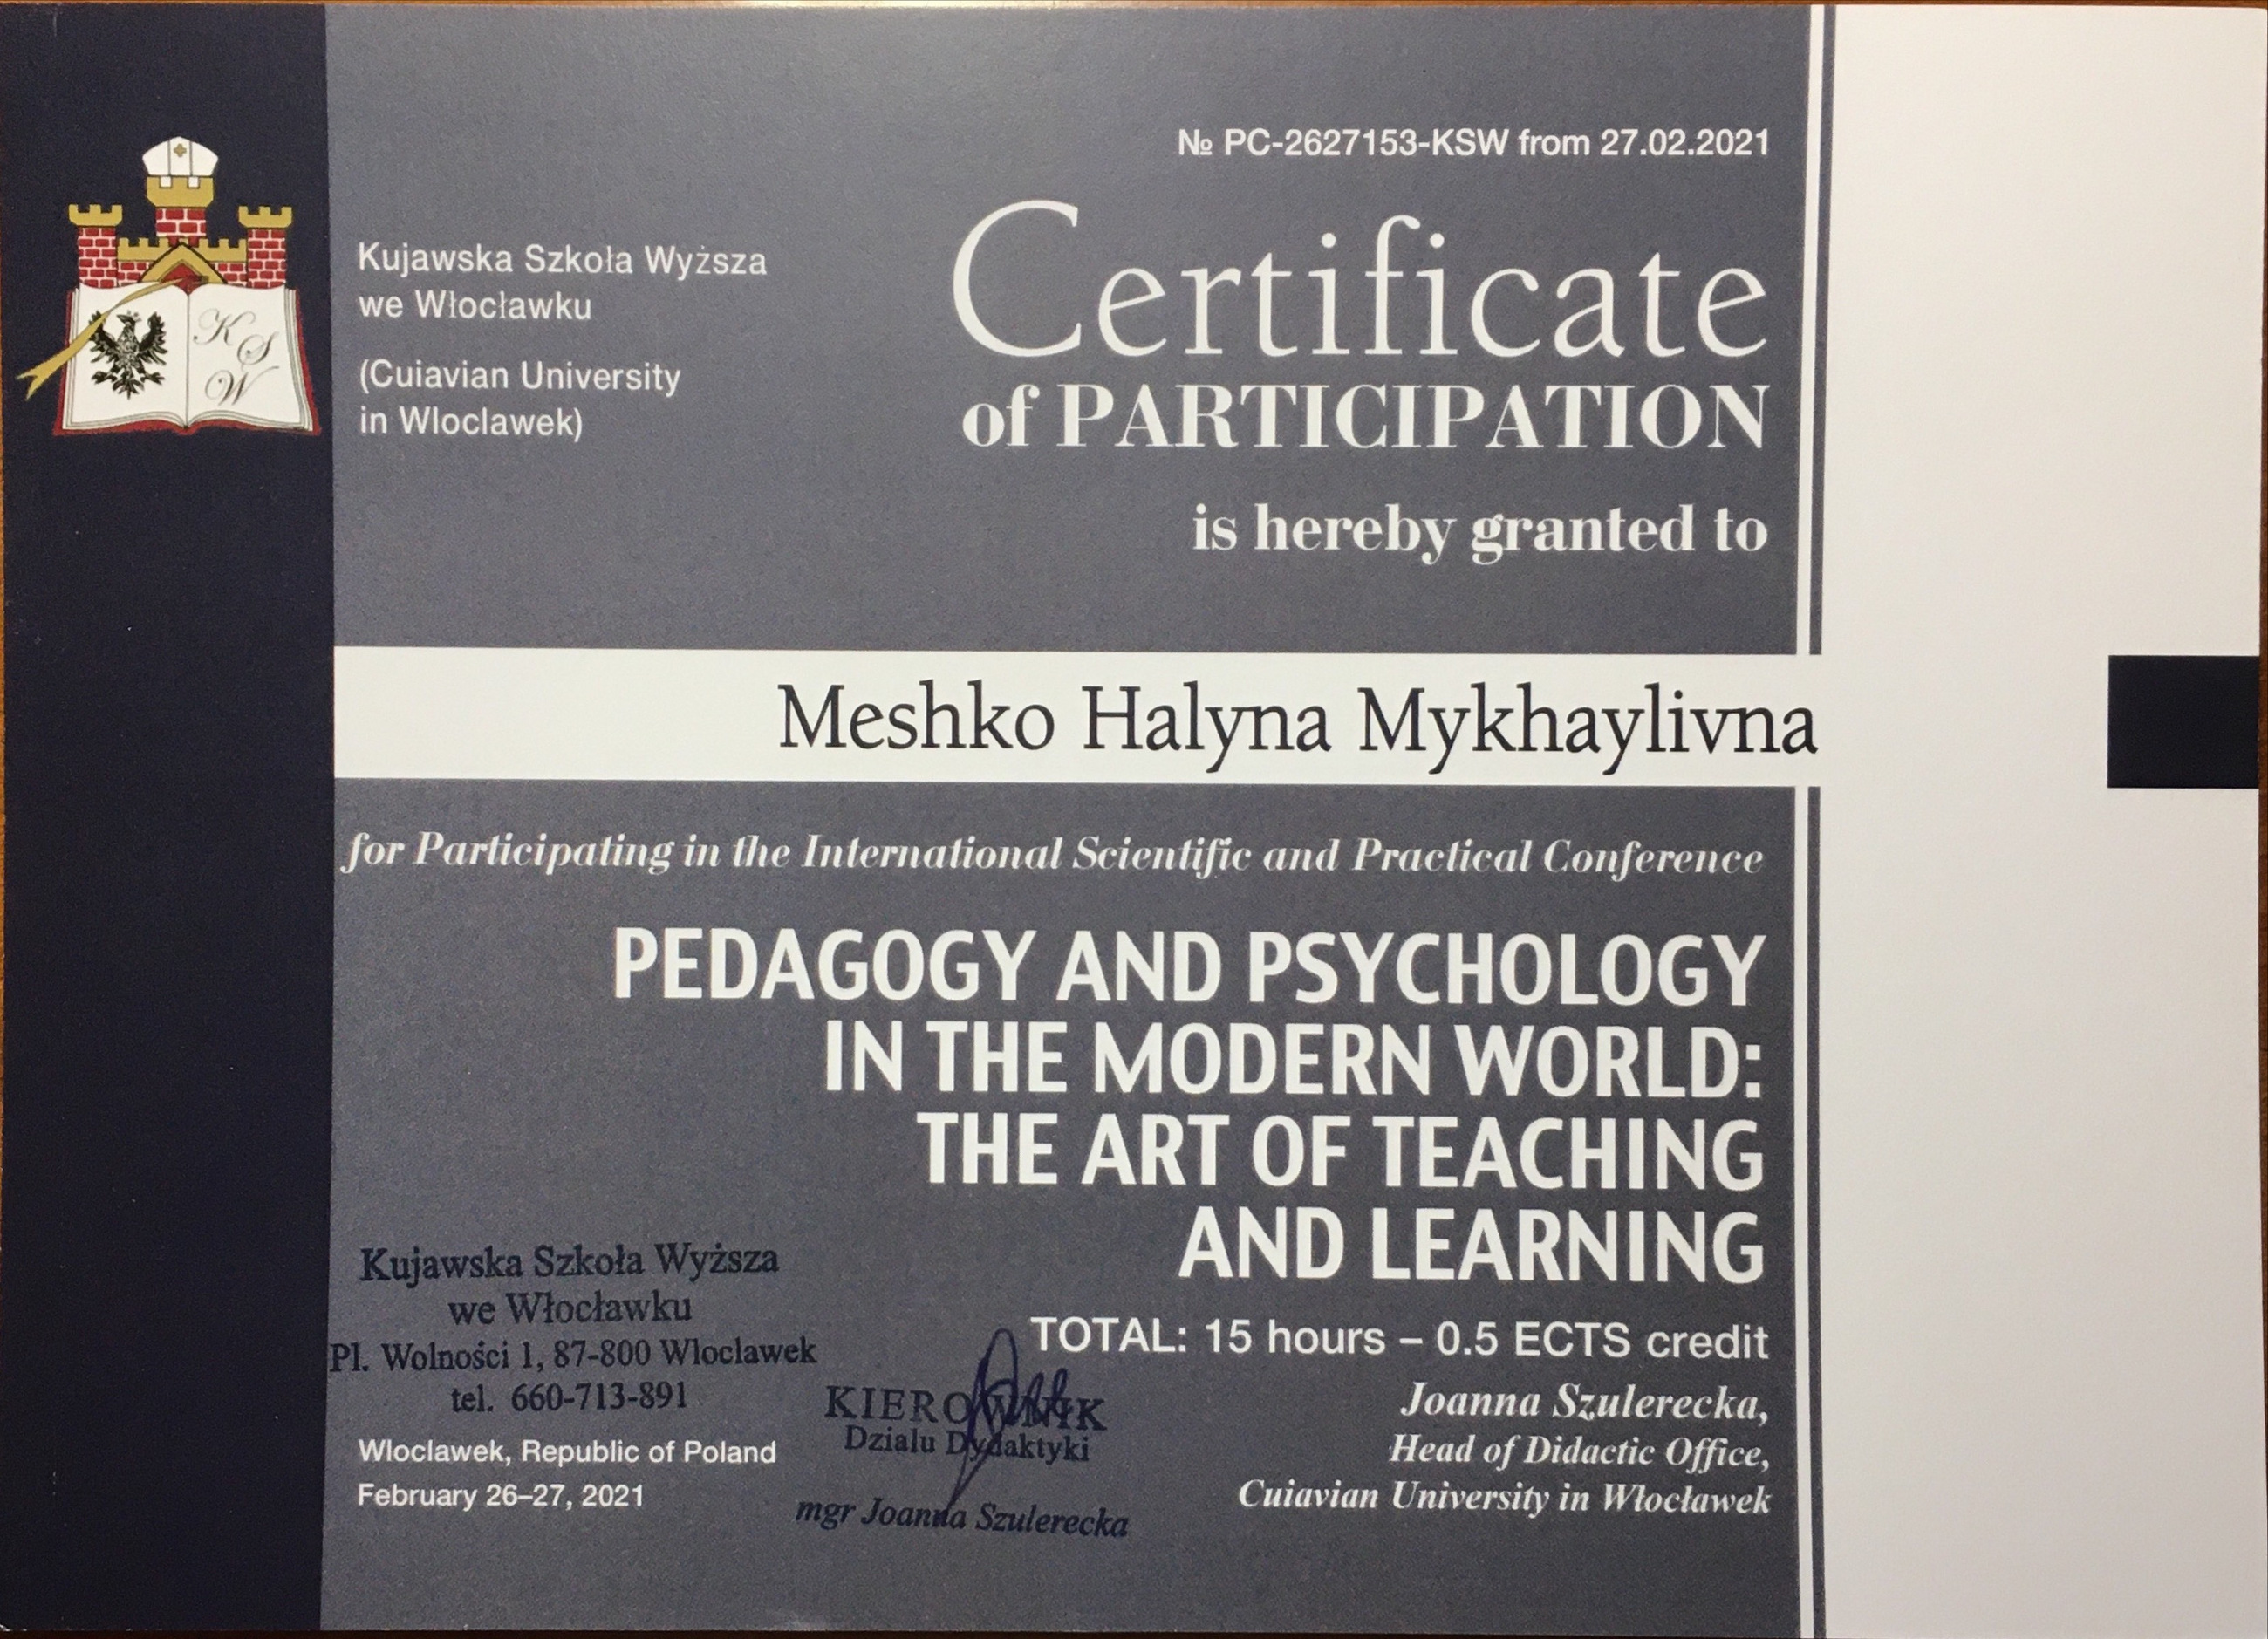 № PC-2627153-KSW from 27.02.2021
K S W
Kujawska Szkoła Wyższa
we Włocławku
(Cuiavian University
in Wloclawek)
Certificate
of PARTICIPATION
is hereby granted to
Meshko Halyna Mykhaylivna
for Participating in the International Scientific and Practical Conference
PEDAGOGY AND PSYCHOLOGY
IN THE MODERN WORLD:
THE ART OF TEACHING
AND LEARNING
TOTAL: 15 hours – 0.5 ECTS credit
Kujawska Szkoła Wyższa
we Włocławku
Pl. Wolności 1, 87-800 Wloclawek
tel. 660-713-891
Wloclawek, Republic of Poland
February 26–27, 2021
KIEROWNIK
Dzialu Dydaktyki
mgr Joanna Szulerecka
Joanna Szulerecka,
Head of Didactic Office,
Cuiavian University in Włocławek